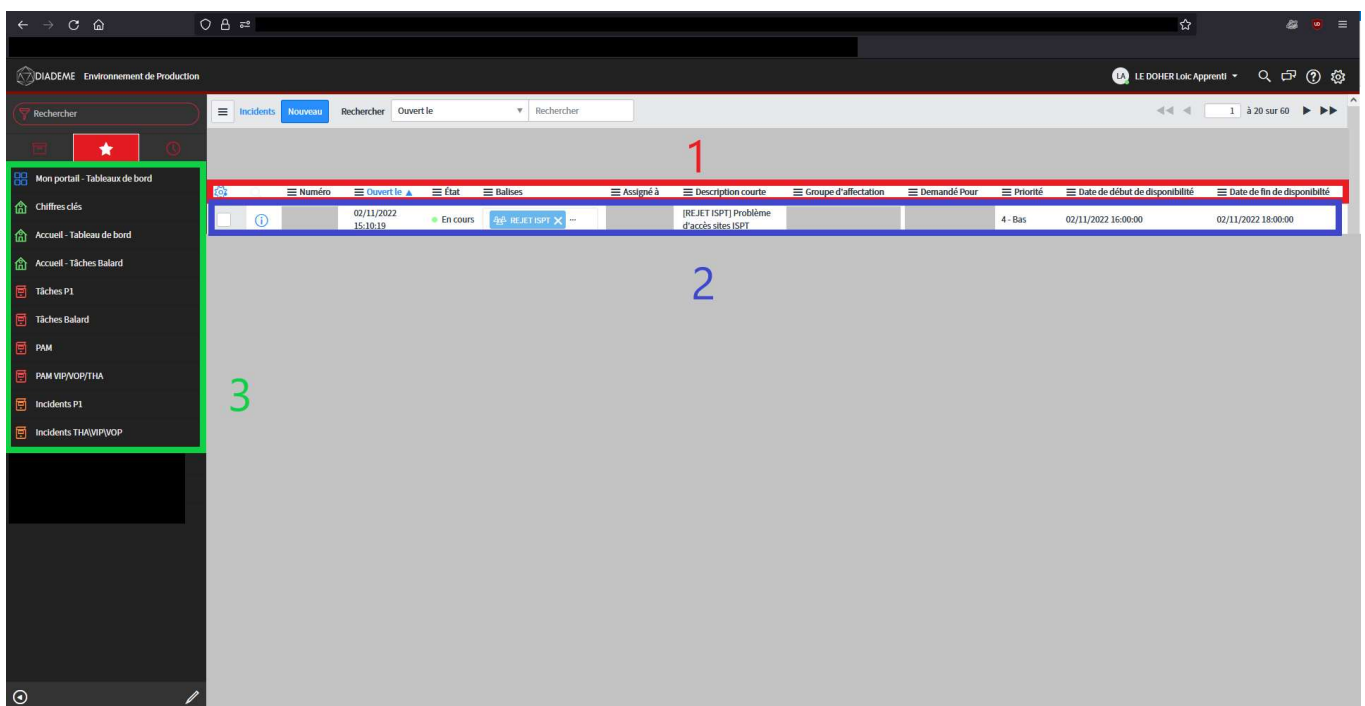 DIADEME Environnement de Production
LA LE DOHER Loic Apprenti
Rechercher
Incidents Nouveau Rechercher Ouvert le Rechercher 1 à 20 sur 60
1
Numéro Ouvert le État Balises Assigné à Description courte Groupe d'affectation Demandé Pour Priorité Date de début de disponibilité Date de fin de disponibilté
02/11/2022 15:10:19 En cours REJET ISPT [REJET ISPT] Problème d'accès sites ISPT 4 - Bas 02/11/2022 16:00:00 02/11/2022 18:00:00
2
3
Mon portail - Tableaux de bord
Chiffres clés
Accueil - Tableau de bord
Accueil - Tâches Balard
Tâches P1
Tâches Balard
PAM
PAM VIP/VOP/THA
Incidents P1
Incidents THA\VIP\VOP